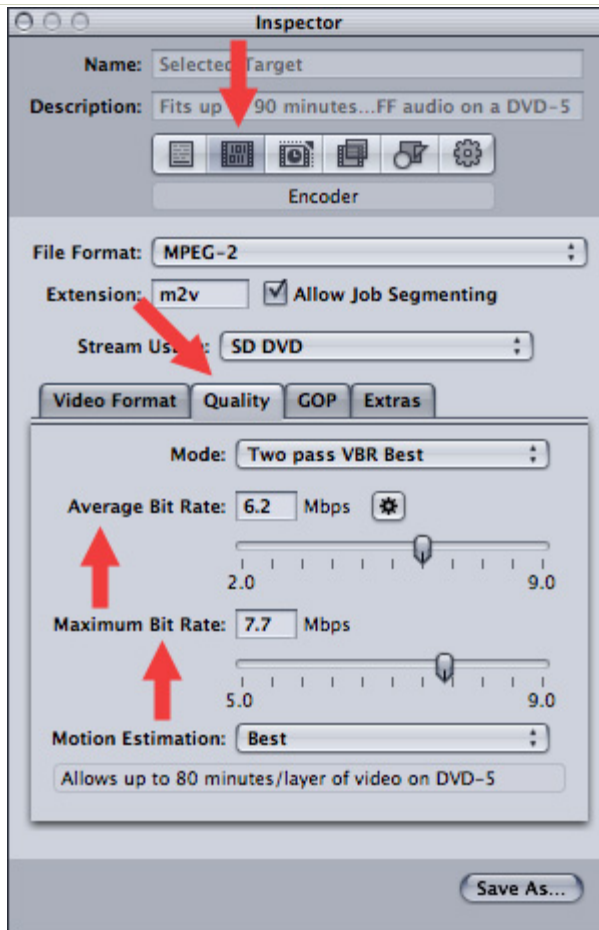 Inspector
Name: Selected Target
Description: Fits up 90 minutes...FF audio on a DVD-5
Encoder
File Format: MPEG-2
Extension: m2v Allow Job Segmenting
Stream SD DVD
Video Format Quality GOP Extras
Mode: Two pass VBR Best
Average Bit Rate: 6.2 Mbps
2.0 9.0
Maximum Bit Rate: 7.7 Mbps
5.0 9.0
Motion Estimation: Best
Allows up to 80 minutes/layer of video on DVD-5
Save As...